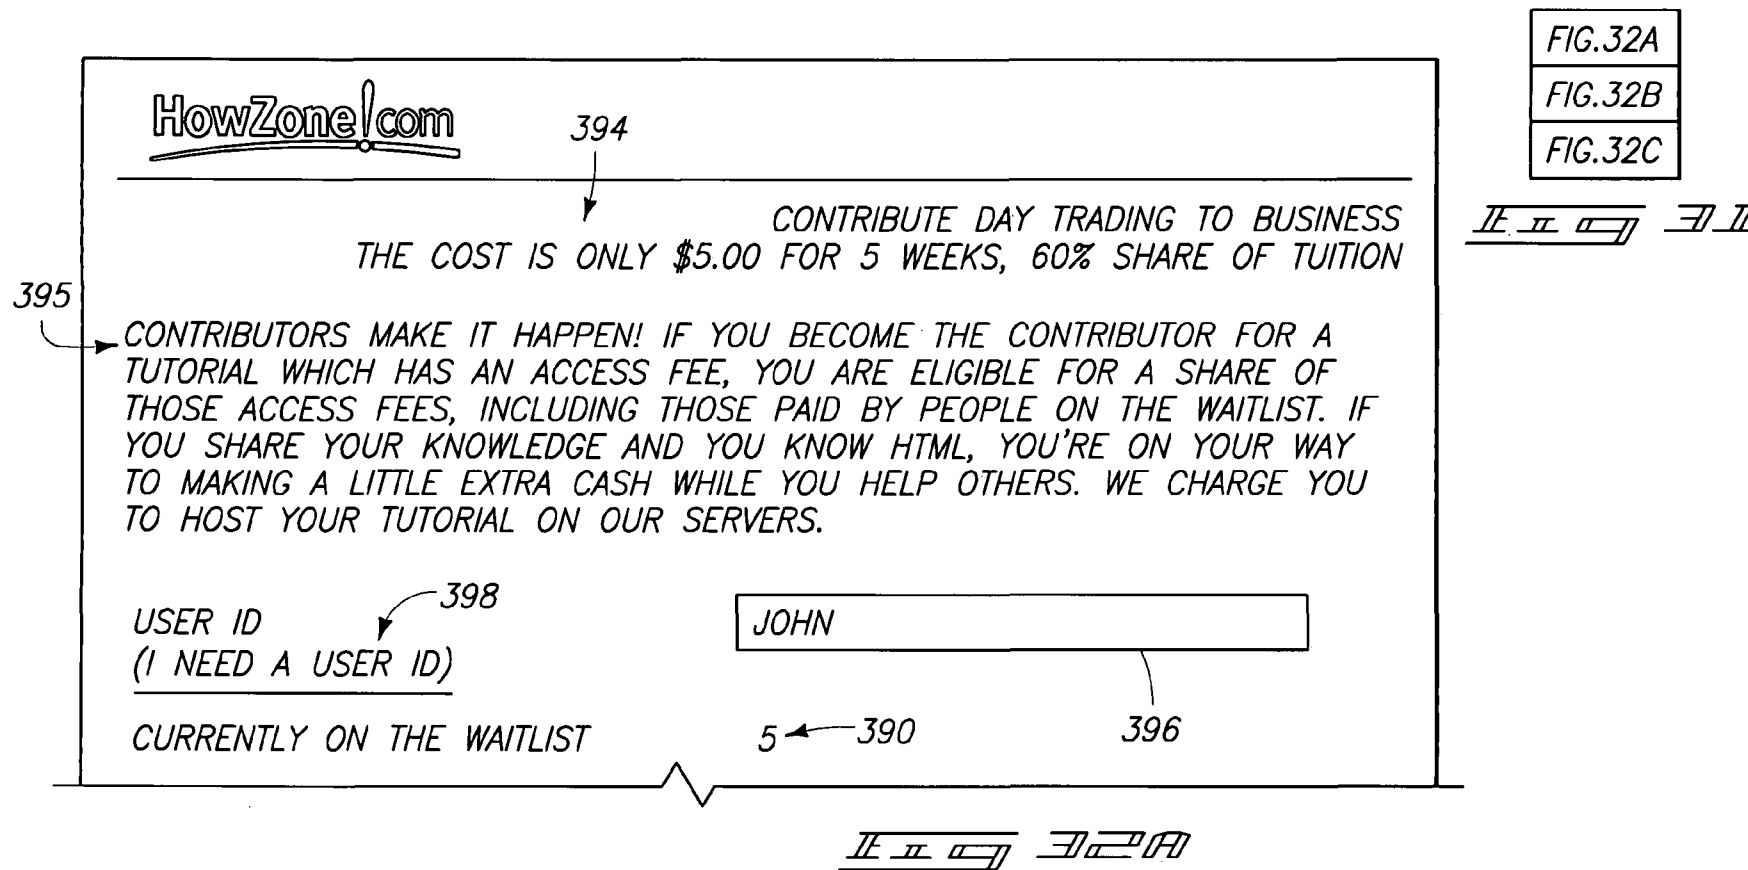 FIG.32A
FIG.32B
FIG.32C
Fig 31
HowZone!com
394
CONTRIBUTE DAY TRADING TO BUSINESS
THE COST IS ONLY $5.00 FOR 5 WEEKS, 60% SHARE OF TUITION
395
CONTRIBUTORS MAKE IT HAPPEN! IF YOU BECOME THE CONTRIBUTOR FOR A
TUTORIAL WHICH HAS AN ACCESS FEE, YOU ARE ELIGIBLE FOR A SHARE OF
THOSE ACCESS FEES, INCLUDING THOSE PAID BY PEOPLE ON THE WAITLIST. IF
YOU SHARE YOUR KNOWLEDGE AND YOU KNOW HTML, YOU'RE ON YOUR WAY
TO MAKING A LITTLE EXTRA CASH WHILE YOU HELP OTHERS. WE CHARGE YOU
TO HOST YOUR TUTORIAL ON OUR SERVERS.
398
USER ID
JOHN
(I NEED A USER ID)
396
CURRENTLY ON THE WAITLIST 5 390
Fig 32A